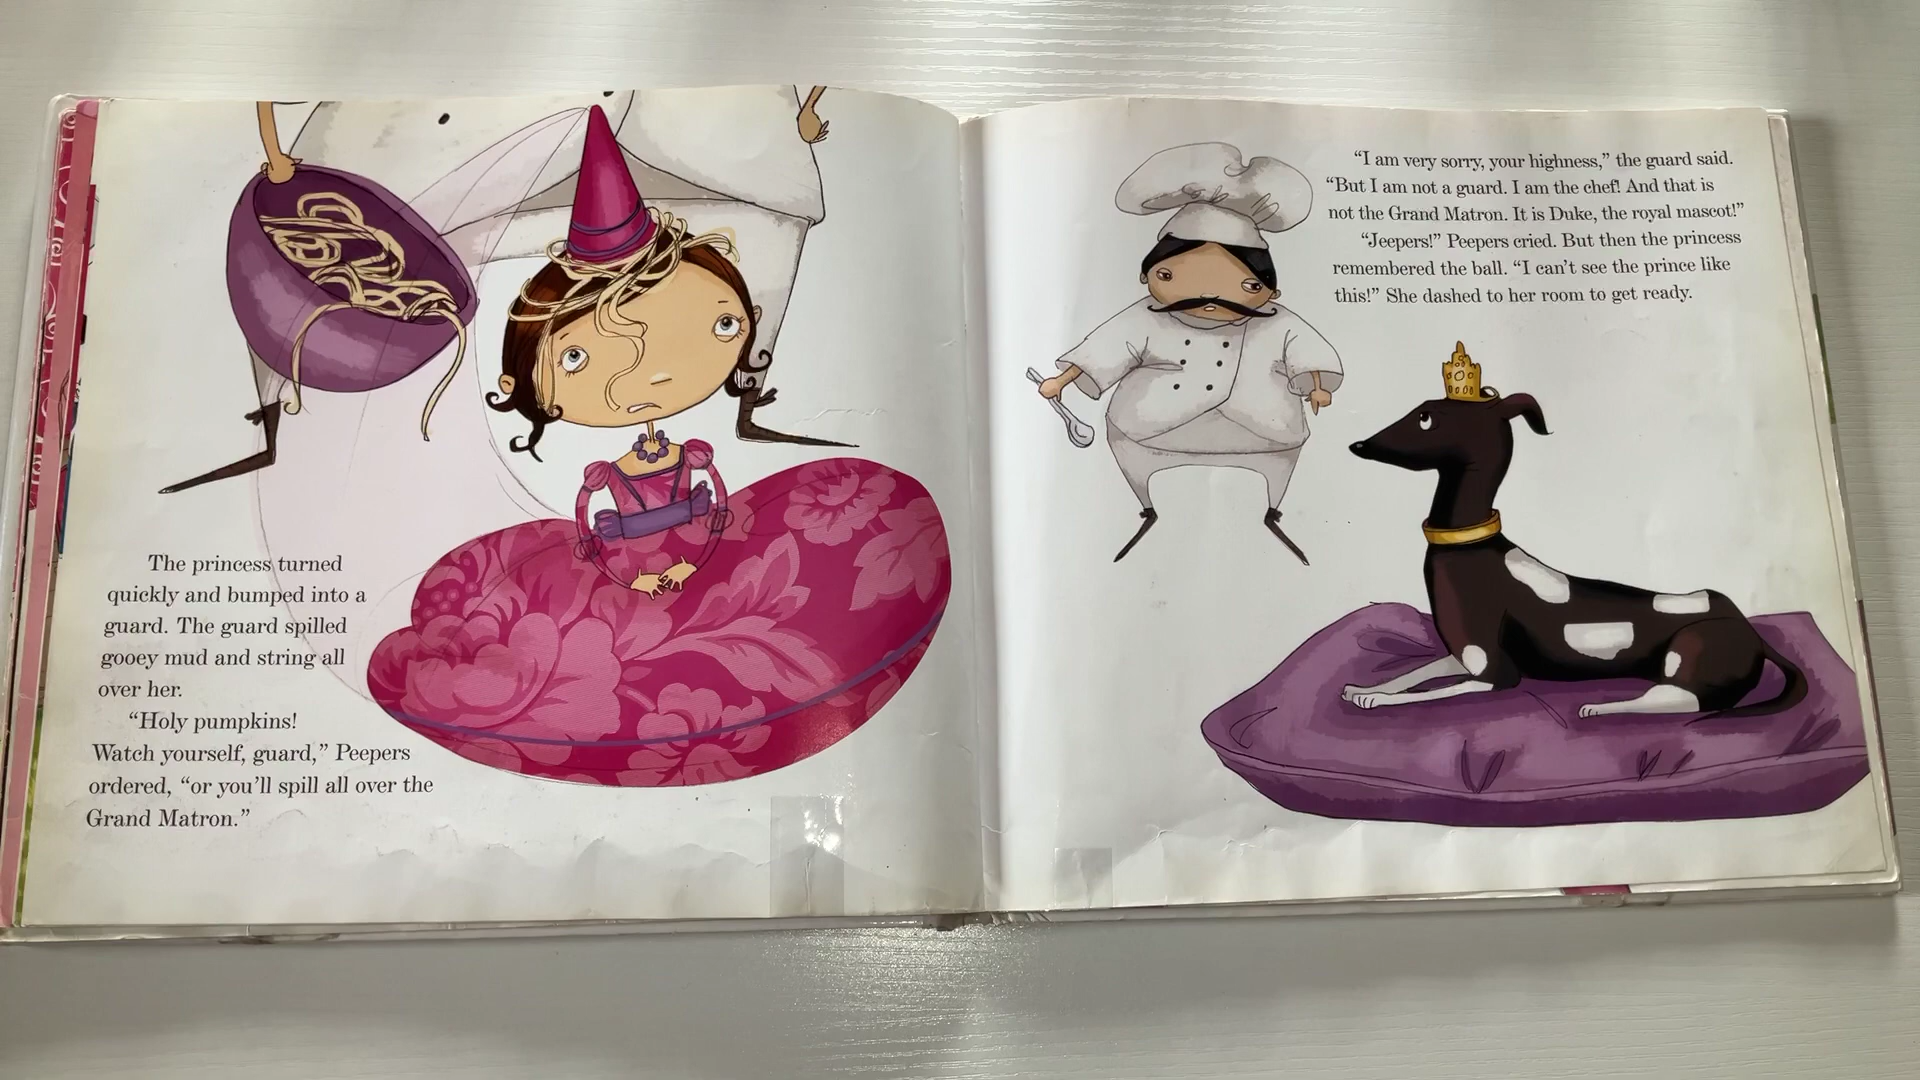 The princess turned
quickly and bumped into a
guard. The guard spilled
gooey mud and string all
over her.
“Holy pumpkins!
Watch yourself, guard,” Peepers
ordered, “or you’ll spill all over the
Grand Matron.”
“I am very sorry, your highness,” the guard said.
“But I am not a guard. I am the chef! And that is
not the Grand Matron. It is Duke, the royal mascot!”
“Jeepers!” Peepers cried. But then the princess
remembered the ball. “I can’t see the prince like
this!” She dashed to her room to get ready.